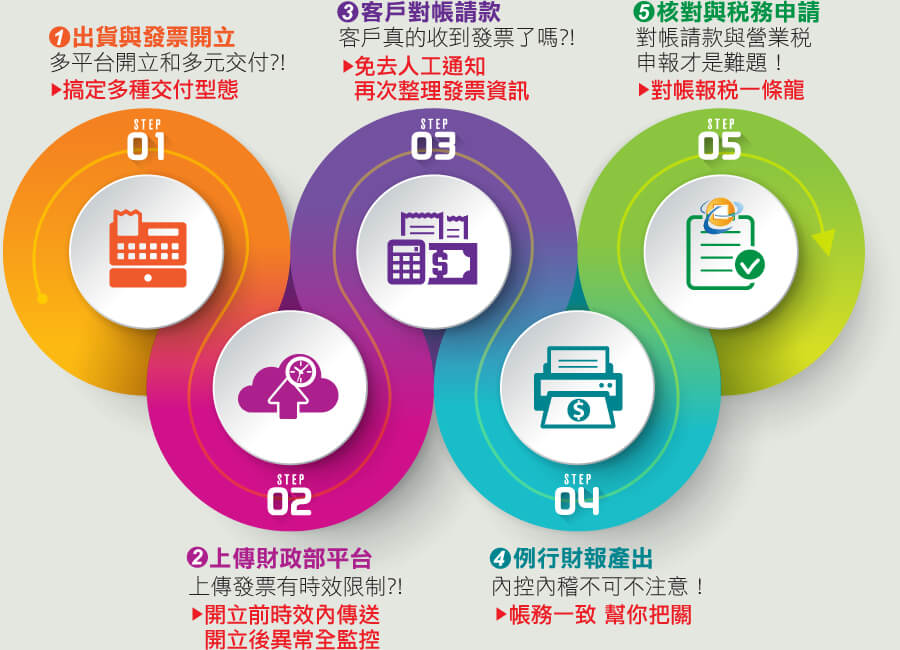 ❶出貨與發票開立
多平台開立和多元交付?!
▶搞定多種交付型態
STEP
01
❷上傳財政部平台
上傳發票有時效限制?!
▶開立前時效內傳送
開立後異常全監控
STEP
02
❸客戶對帳請款
客戶真的收到發票了嗎?!
▶免去人工通知
再次整理發票資訊
STEP
03
❹例行財報產出
內控內稽不可不注意！
▶帳務一致 幫你把關
STEP
04
❺核對與稅務申請
對帳請款與營業稅
申報才是難題！
▶對帳報稅一條龍
STEP
05